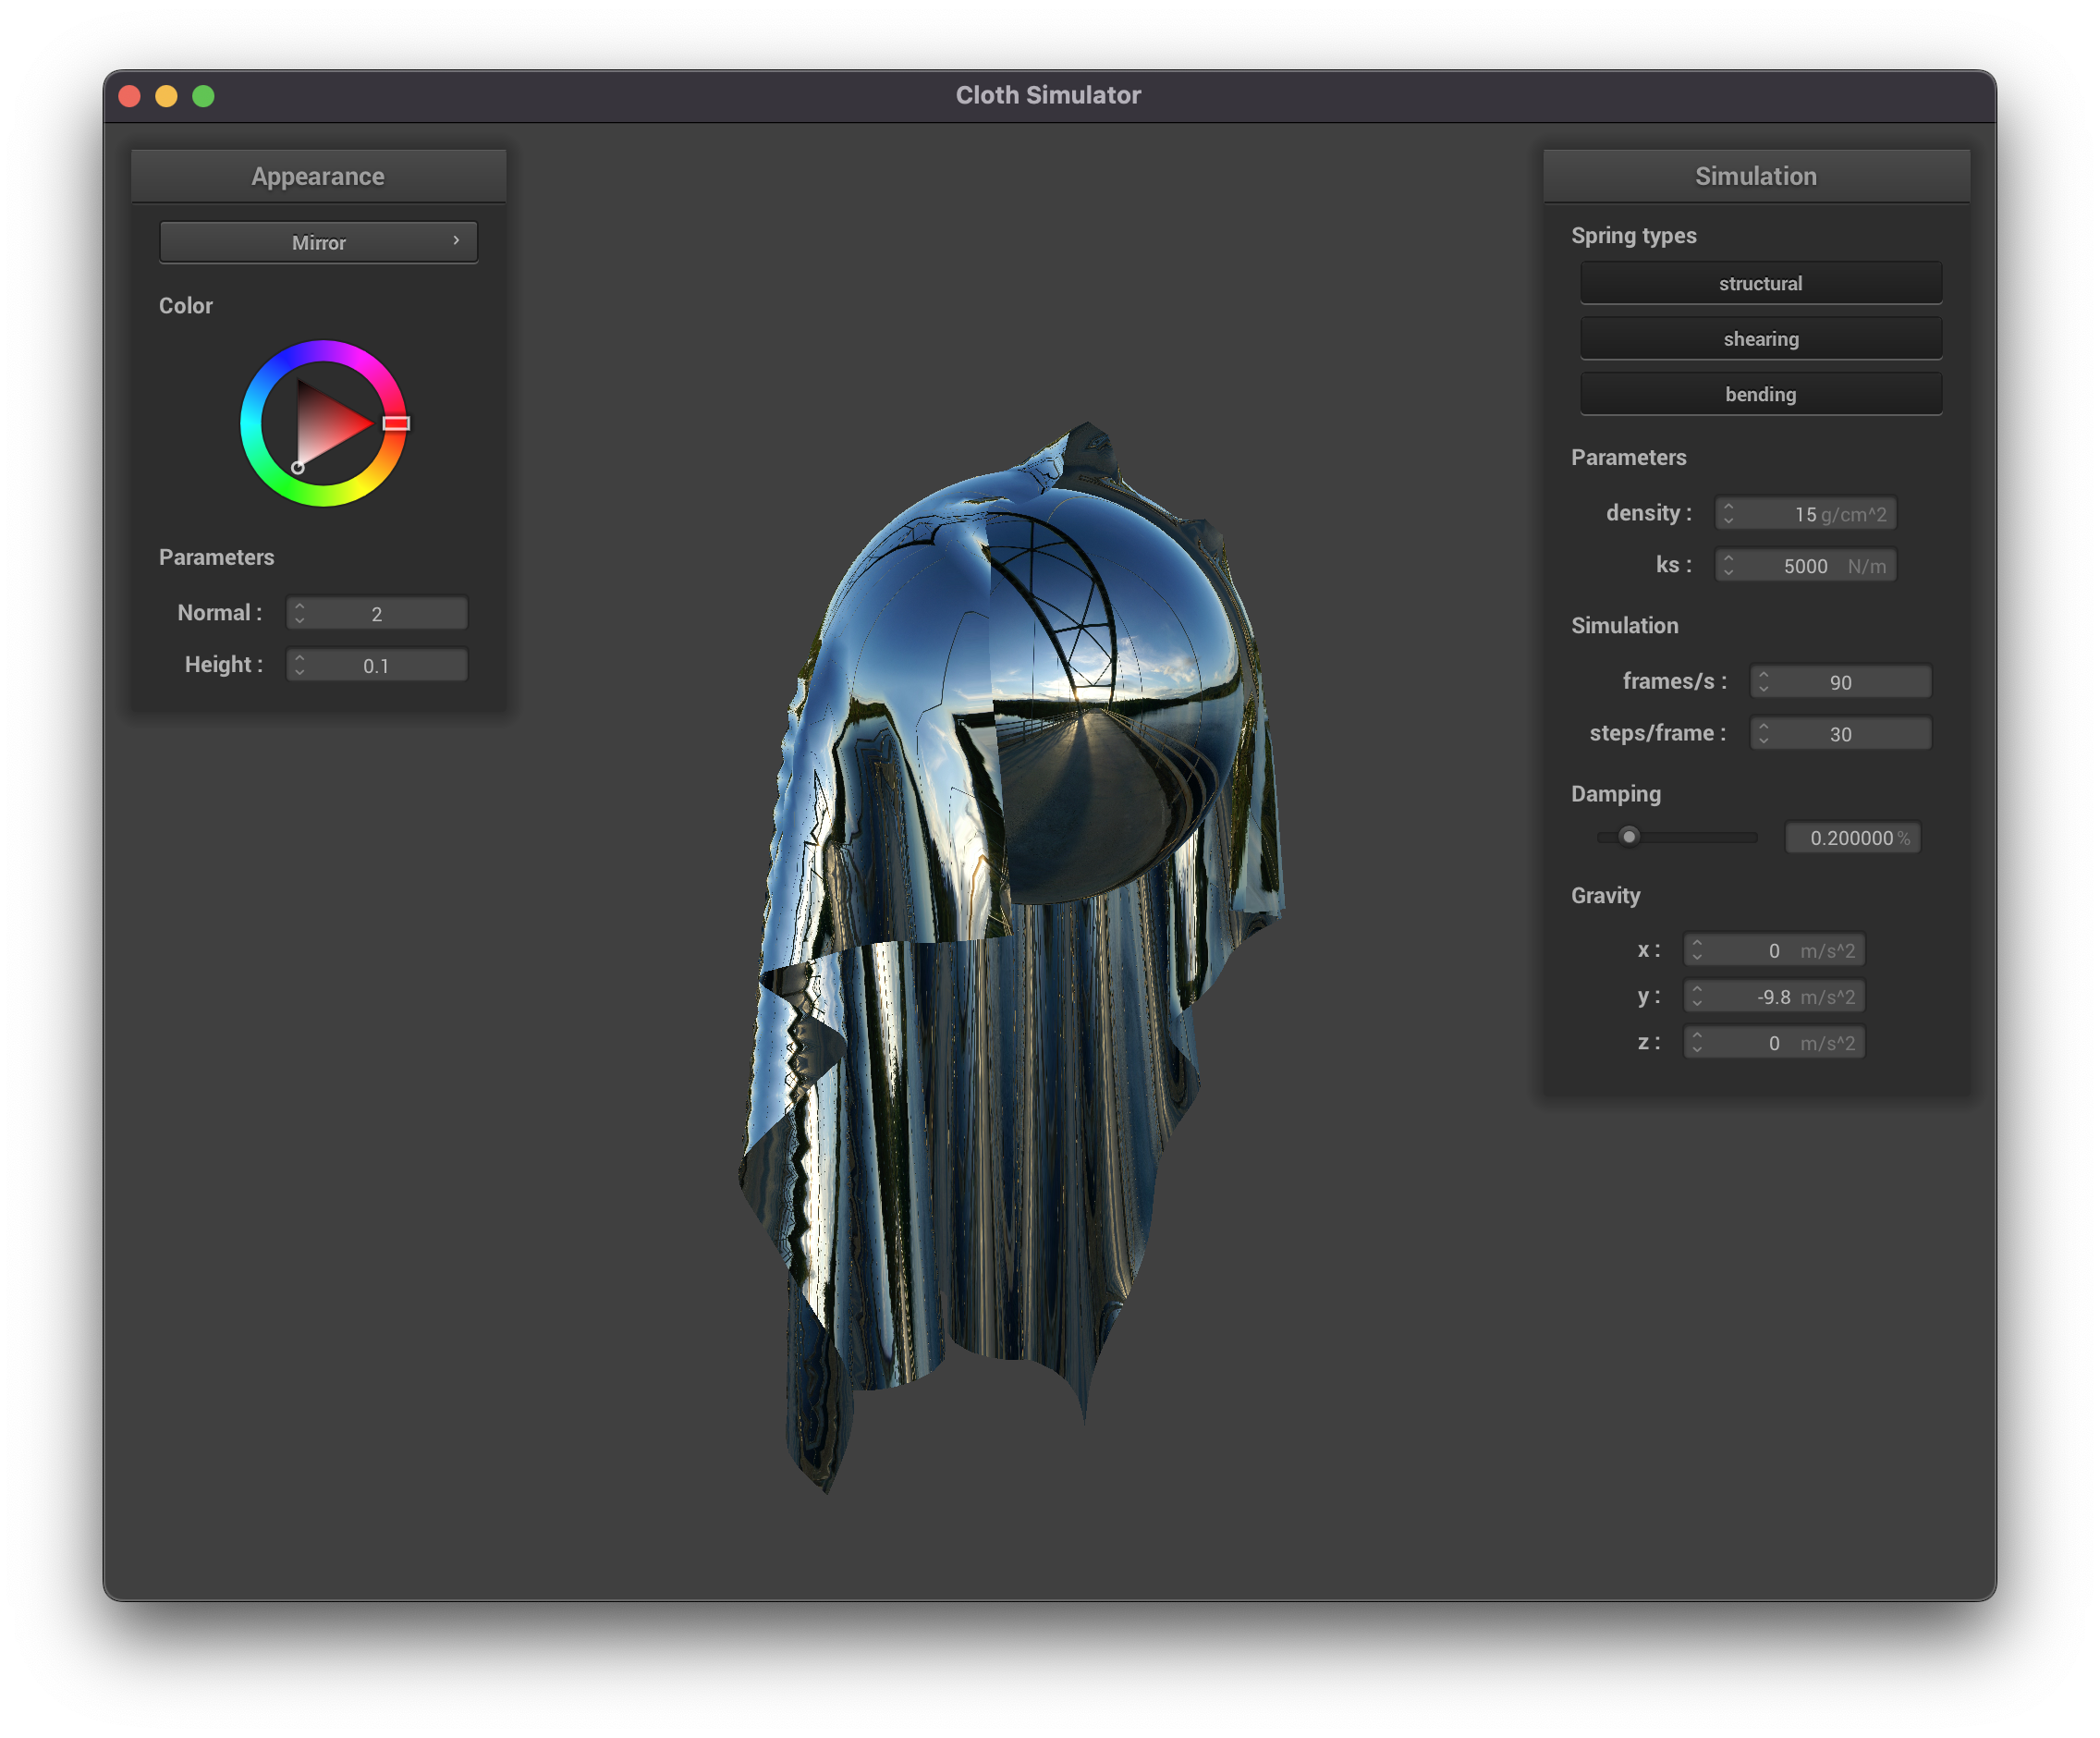 Cloth Simulator
Appearance
Mirror
Color
Parameters
Normal : 2
Height : 0.1
Simulation
Spring types
structural
shearing
bending
Parameters
density : 15 g/cm^2
ks : 5000 N/m
Simulation
frames/s : 90
steps/frame : 30
Damping
0.200000 %
Gravity
x : 0 m/s^2
y : -9.8 m/s^2
z : 0 m/s^2